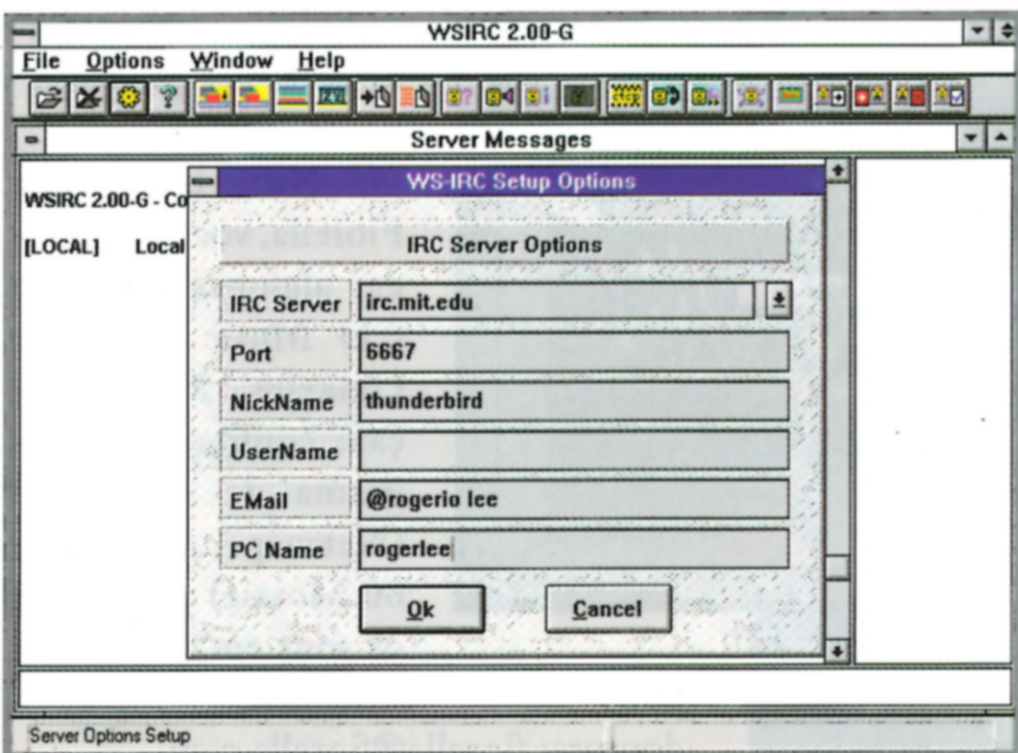 WSIRC 2.00-G
File Options Window Help
Server Messages
WSIRC 2.00-G - Co
[LOCAL] Local
WS-IRC Setup Options
IRC Server Options
IRC Server irc.mit.edu
Port 6667
NickName thunderbird
UserName
EMail @rogerio lee
PC Name rogerlee
Ok Cancel
Server Options Setup